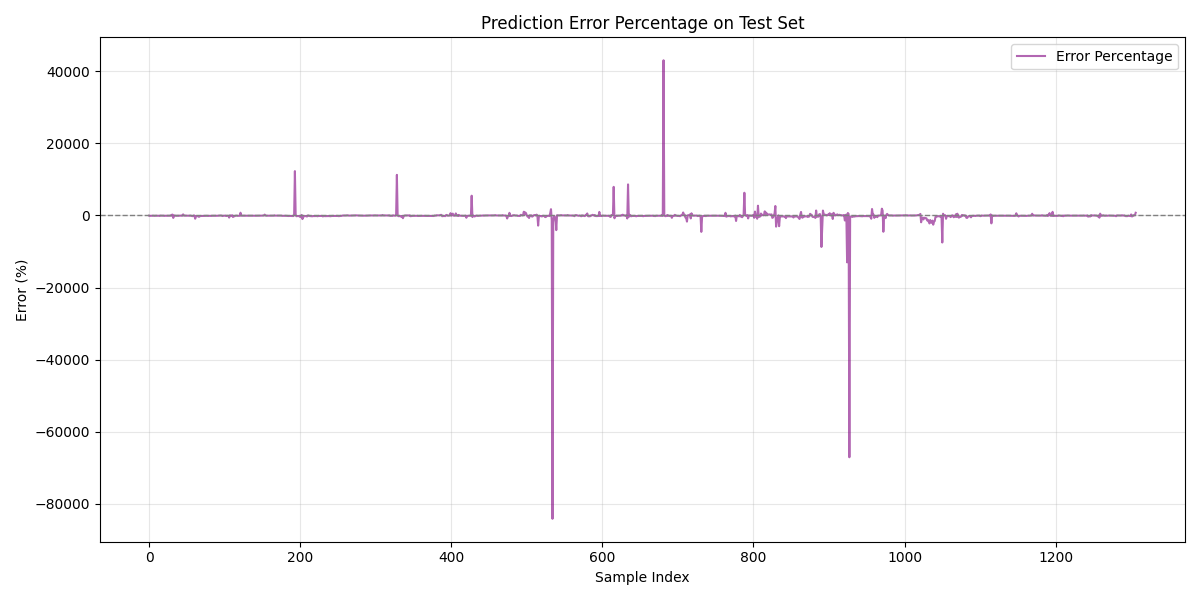 Prediction Error Percentage on Test Set
Error Percentage
Error (%)
40000
20000
0
−20000
−40000
−60000
−80000
0 200 400 600 800 1000 1200
Sample Index